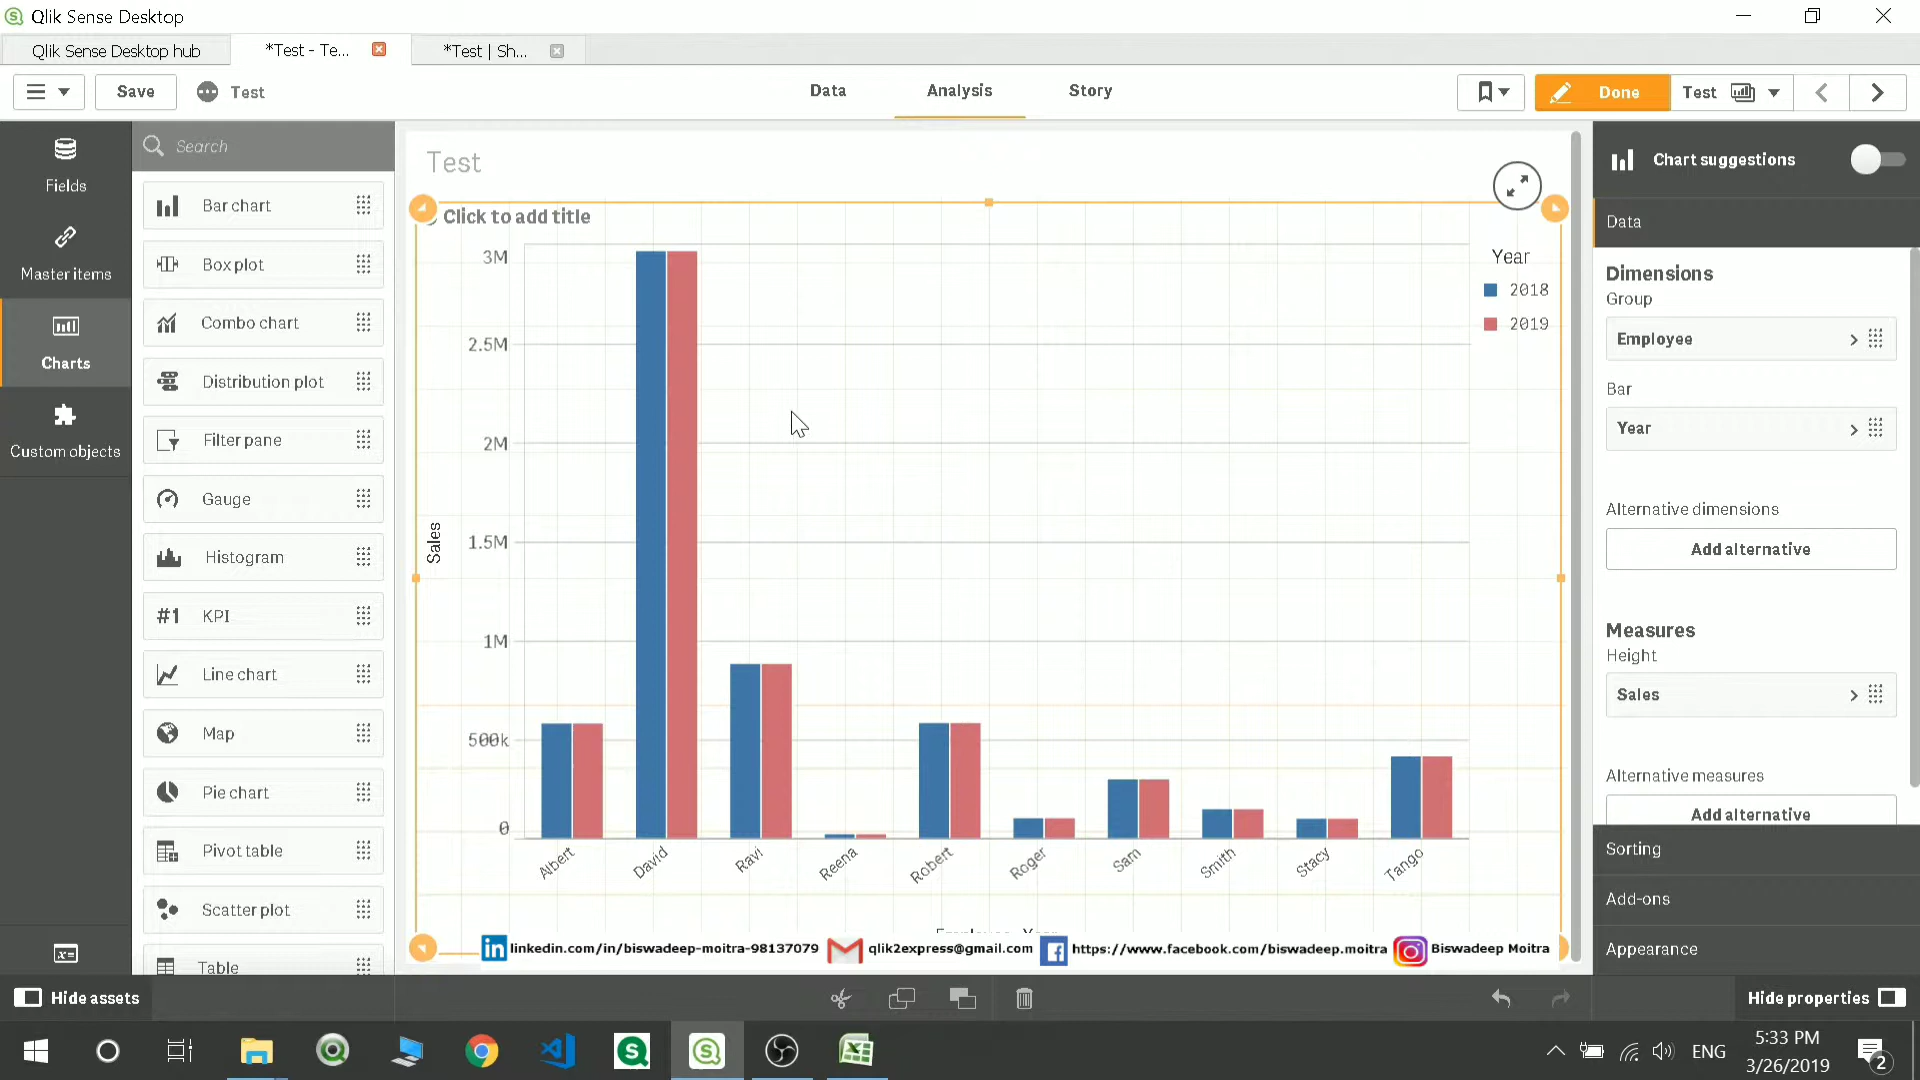 Qlik Sense Desktop
Qlik Sense Desktop hub
*Test - Te...
*Test | Sh...
Save
Test
Data
Analysis
Story
Done
Test
Fields
Master items
Charts
Custom objects
Search
Bar chart
Box plot
Combo chart
Distribution plot
Filter pane
Gauge
Histogram
#1 KPI
Line chart
Map
Pie chart
Pivot table
Scatter plot
Table
Test
Click to add title
Sales
3M
2.5M
2M
1.5M
1M
500k
0
Albert
David
Ravi
Reena
Robert
Roger
Sam
Smith
Stacy
Tango
Year
2018
2019
linkedin.com/in/biswadeep-moitra-98137079
qlik2express@gmail.com
https://www.facebook.com/biswadeep.moitra
Biswadeep Moitra
Chart suggestions
Data
Dimensions
Group
Employee
Bar
Year
Alternative dimensions
Add alternative
Measures
Height
Sales
Alternative measures
Add alternative
Sorting
Add-ons
Appearance
Hide assets
Hide properties
ENG
5:33 PM
3/26/2019
2